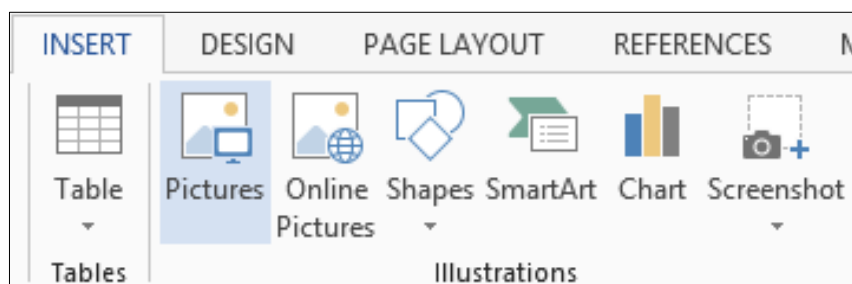 INSERT DESIGN PAGE LAYOUT REFERENCES
Table Pictures Online Pictures Shapes SmartArt Chart Screenshot
Tables Illustrations